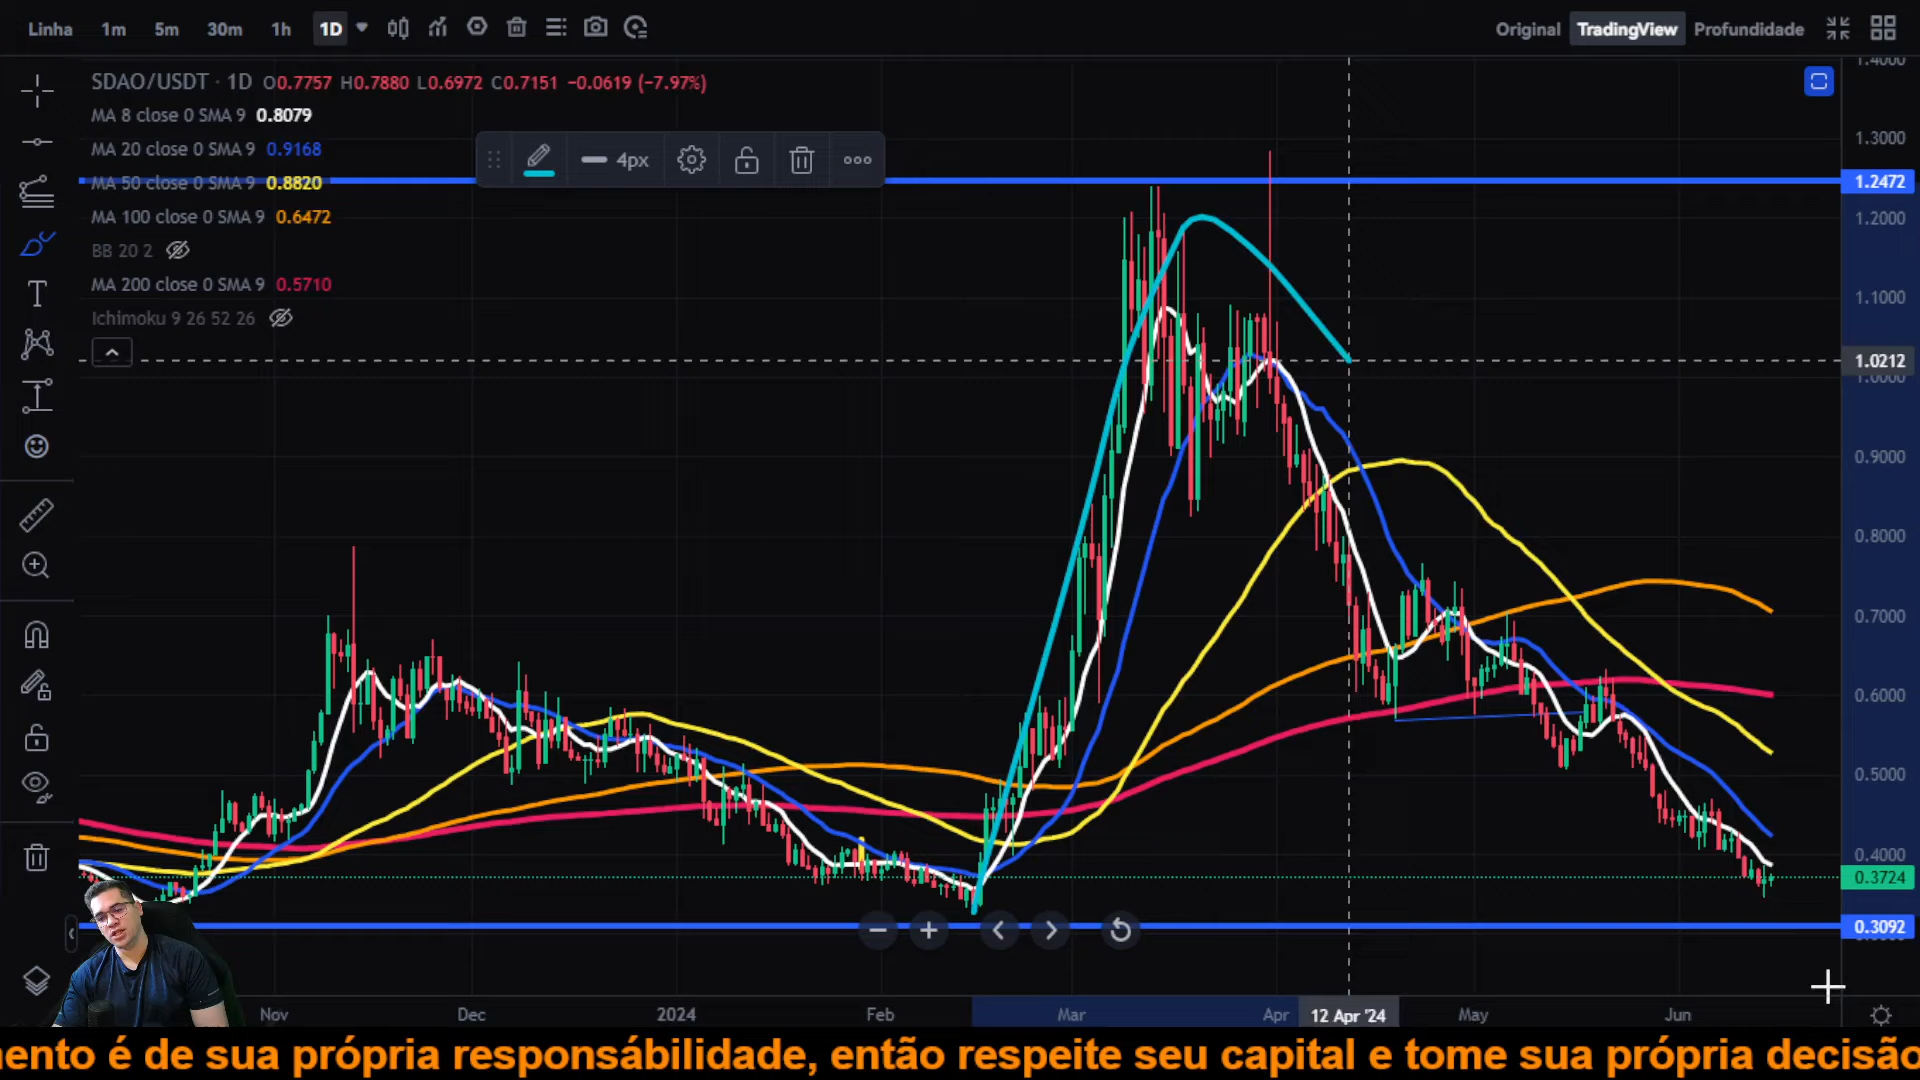 Linha 1m 5m 30m 1h 1D Original TradingView Profundidade
SDAO/USDT · 1D O0.7757 H0.7880 L0.6972 C0.7151 −0.0619 (−7.97%)
MA 8 close 0 SMA 9 0.8079
MA 20 close 0 SMA 9 0.9168
MA 50 close 0 SMA 9 0.8820
MA 100 close 0 SMA 9 0.6472
BB 20 2
MA 200 close 0 SMA 9 0.5710
Ichimoku 9 26 52 26
4px
1.4000
1.3000
1.2472
1.2000
1.1000
1.0212
1.0000
0.9000
0.8000
0.7000
0.6000
0.5000
0.4000
0.3724
0.3092
Nov Dec 2024 Feb Mar Apr 12 Apr '24 May Jun
ento é de sua própria responsábilidade, então respeite seu capital e tome sua própria decisão